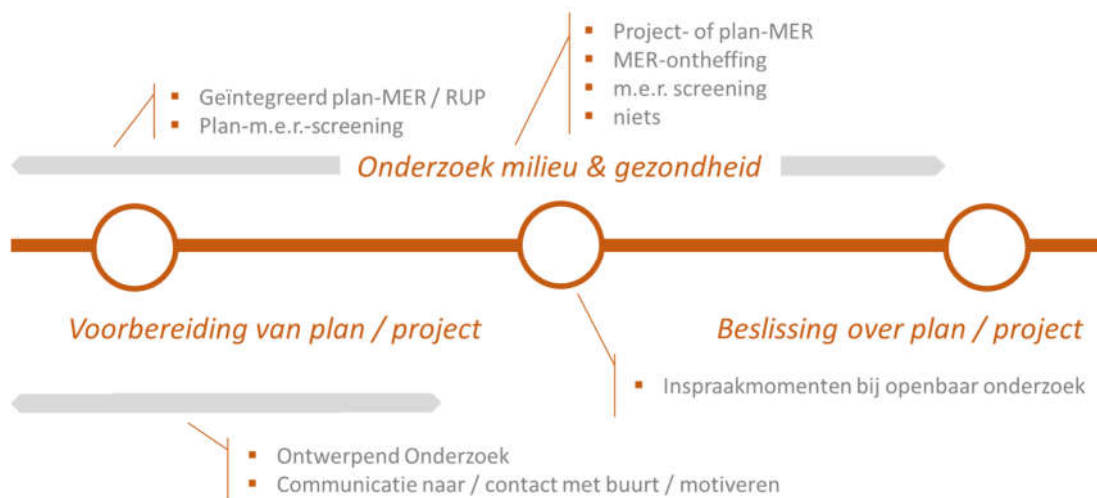 Project- of plan-MER
MER-ontheffing
m.e.r. screening
niets
Geïntegreerd plan-MER / RUP
Plan-m.e.r.-screening
Onderzoek milieu & gezondheid
Voorbereiding van plan / project
Beslissing over plan / project
Inspraakmomenten bij openbaar onderzoek
Ontwerpend Onderzoek
Communicatie naar / contact met buurt / motiveren